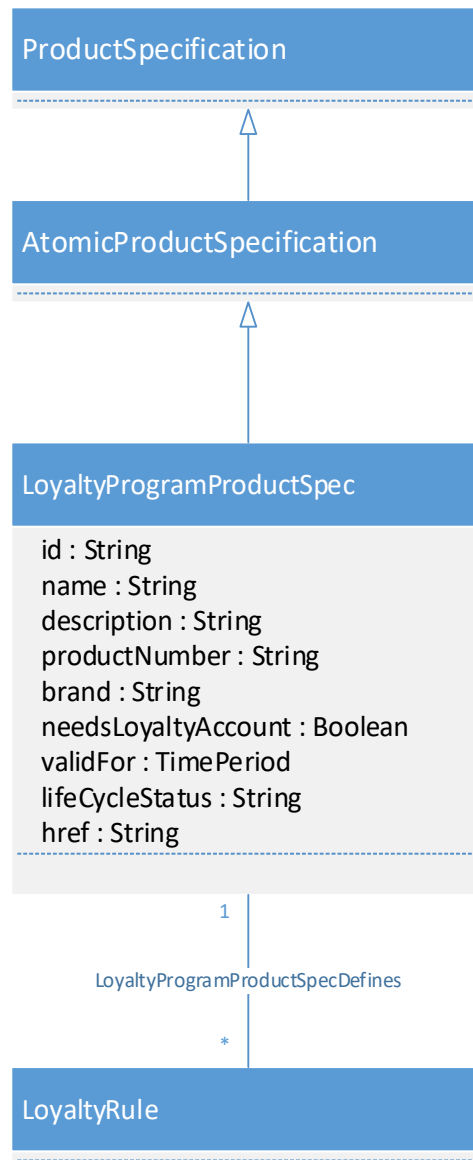 ProductSpecification
AtomicProductSpecification
LoyaltyProgramProductSpec
id : String
name : String
description : String
productNumber : String
brand : String
needsLoyaltyAccount : Boolean
validFor : TimePeriod
lifeCycleStatus : String
href : String
1
LoyaltyProgramProductSpecDefines
*
LoyaltyRule